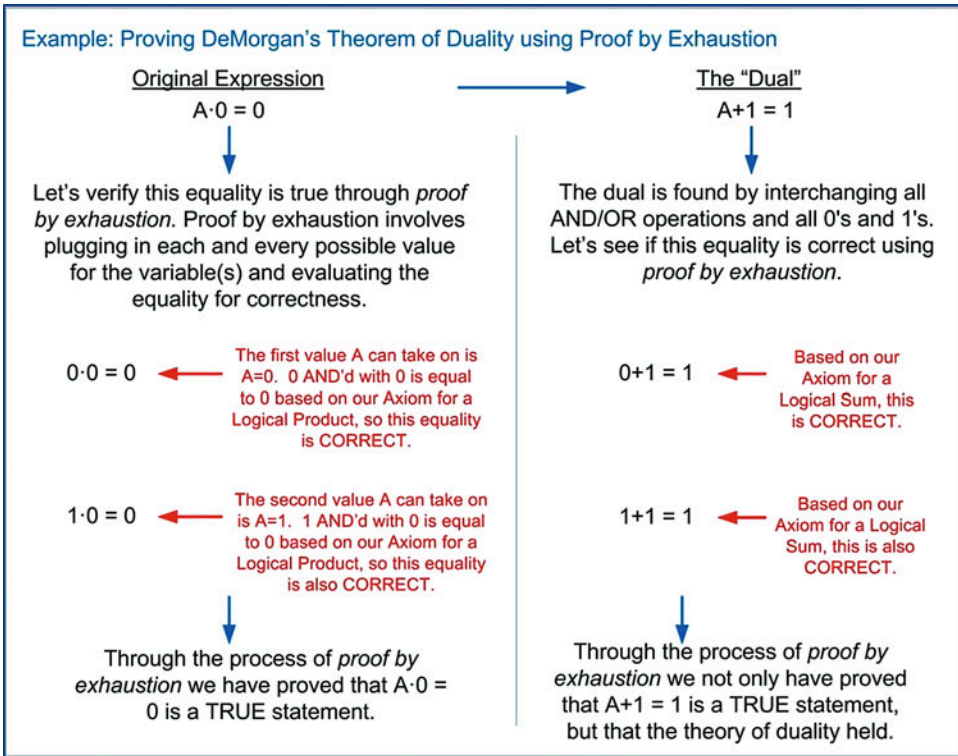 Example: Proving DeMorgan's Theorem of Duality using Proof by Exhaustion
Original Expression
A·0 = 0
Let's verify this equality is true through proof
by exhaustion. Proof by exhaustion involves
plugging in each and every possible value
for the variable(s) and evaluating the
equality for correctness.
0·0 = 0
The first value A can take on is
A=0. 0 AND'd with 0 is equal
to 0 based on our Axiom for a
Logical Product, so this equality
is CORRECT.
1·0 = 0
The second value A can take on
is A=1. 1 AND'd with 0 is equal
to 0 based on our Axiom for a
Logical Product, so this equality
is also CORRECT.
Through the process of proof by
exhaustion we have proved that A·0 =
0 is a TRUE statement.
The "Dual"
A+1 = 1
The dual is found by interchanging all
AND/OR operations and all 0's and 1's.
Let's see if this equality is correct using
proof by exhaustion.
0+1 = 1
Based on our
Axiom for a
Logical Sum, this
is CORRECT.
1+1 = 1
Based on our
Axiom for a Logical
Sum, this is also
CORRECT.
Through the process of proof by
exhaustion we not only have proved
that A+1 = 1 is a TRUE statement,
but that the theory of duality held.